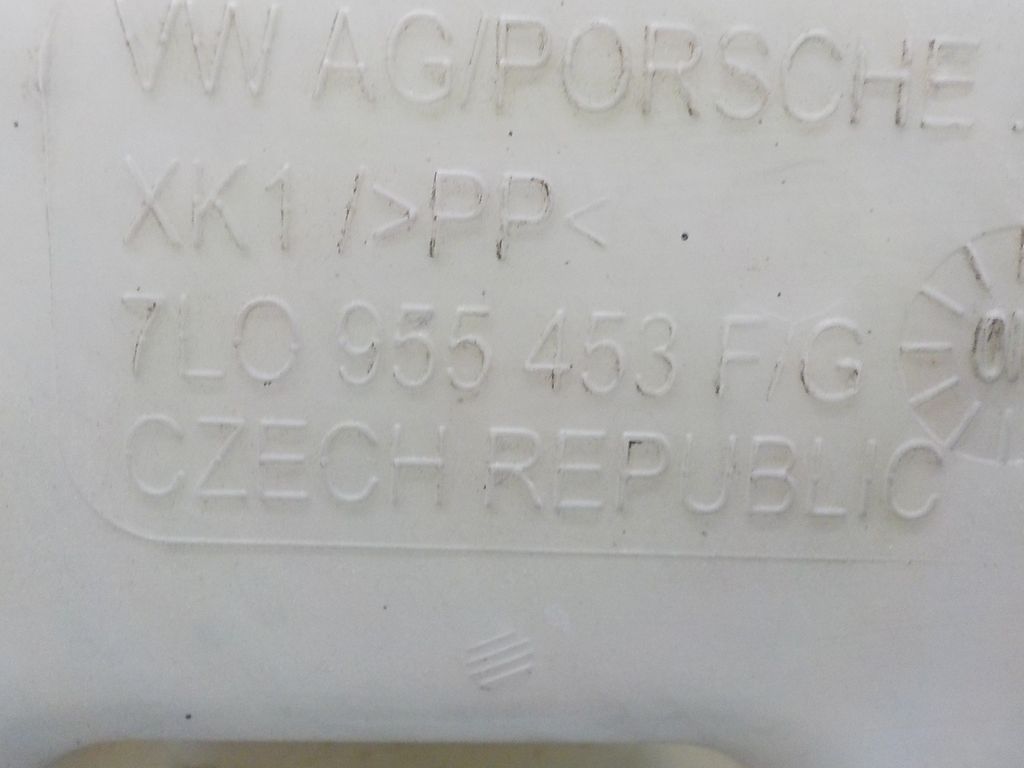 VW AG/PORSCHE
XK1 />PP<
7L0 955 453 F/G
CZECH REPUBLIC